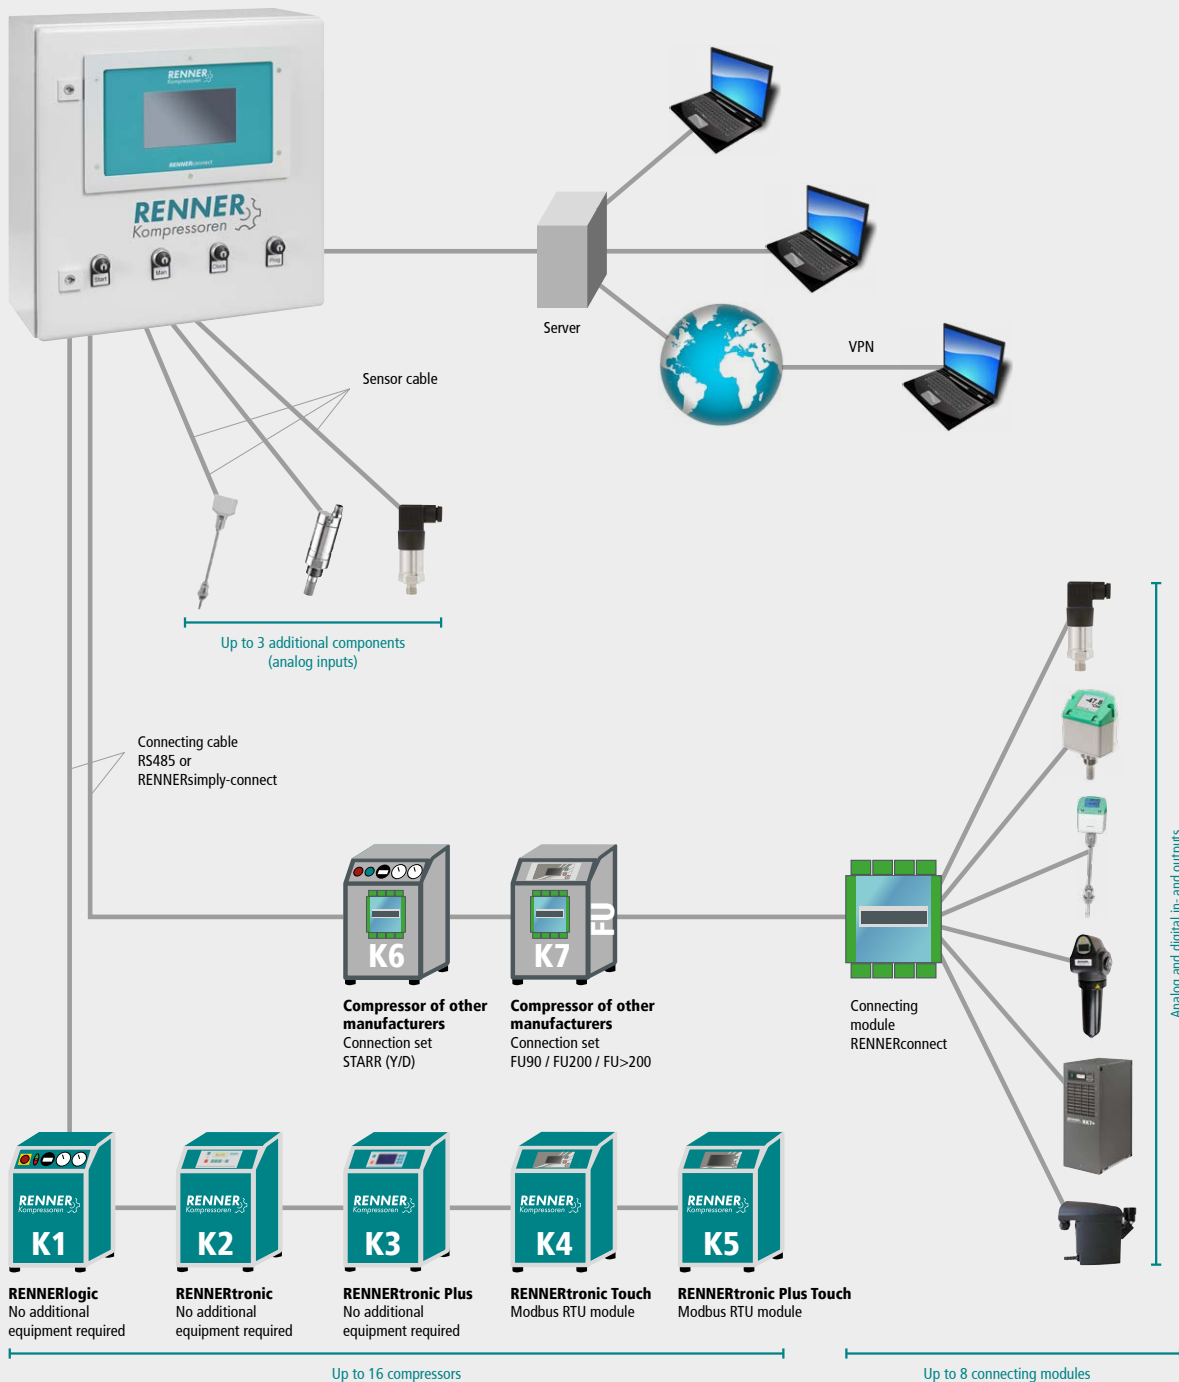 RENNER
Kompressoren
RENNERconnect
RENNER
Kompressoren
Start
Man.
Clock
Prog
Server
VPN
Sensor cable
Up to 3 additional components
(analog inputs)
Connecting cable
RS485 or
RENNERsimply-connect
K6
K7
FU
Compressor of other
manufacturers
Connection set
STARR (Y/D)
Compressor of other
manufacturers
Connection set
FU90 / FU200 / FU>200
Connecting
module
RENNERconnect
Analog and digital in- and outputs
RENNER
Kompressoren
K1
RENNER
Kompressoren
K2
RENNER
Kompressoren
K3
RENNER
Kompressoren
K4
RENNER
Kompressoren
K5
RENNERlogic
No additional
equipment required
RENNERtronic
No additional
equipment required
RENNERtronic Plus
No additional
equipment required
RENNERtronic Touch
Modbus RTU module
RENNERtronic Plus Touch
Modbus RTU module
Up to 16 compressors
Up to 8 connecting modules